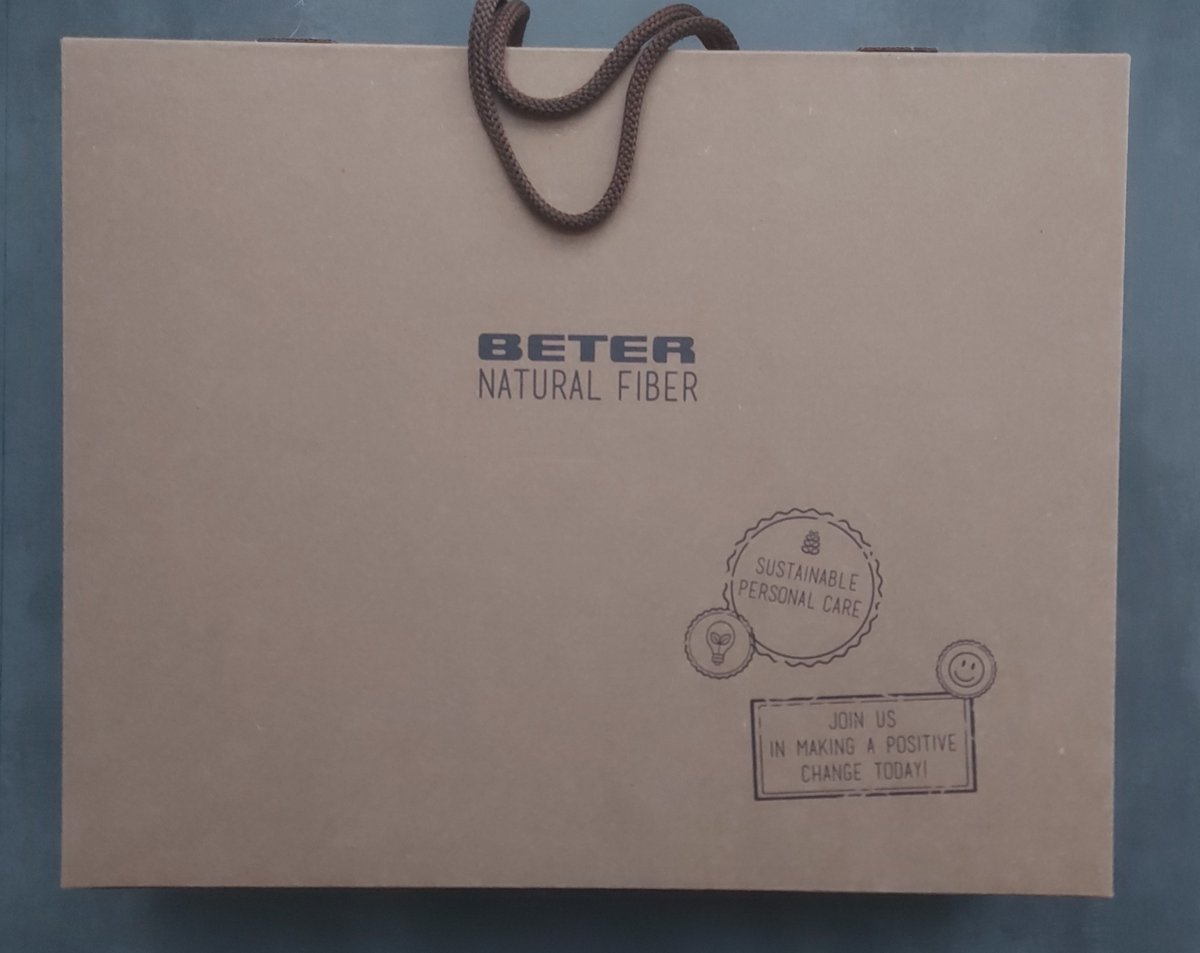 BETER
NATURAL FIBER
SUSTAINABLE
PERSONAL CARE
JOIN US
IN MAKING A POSITIVE
CHANGE TODAY!